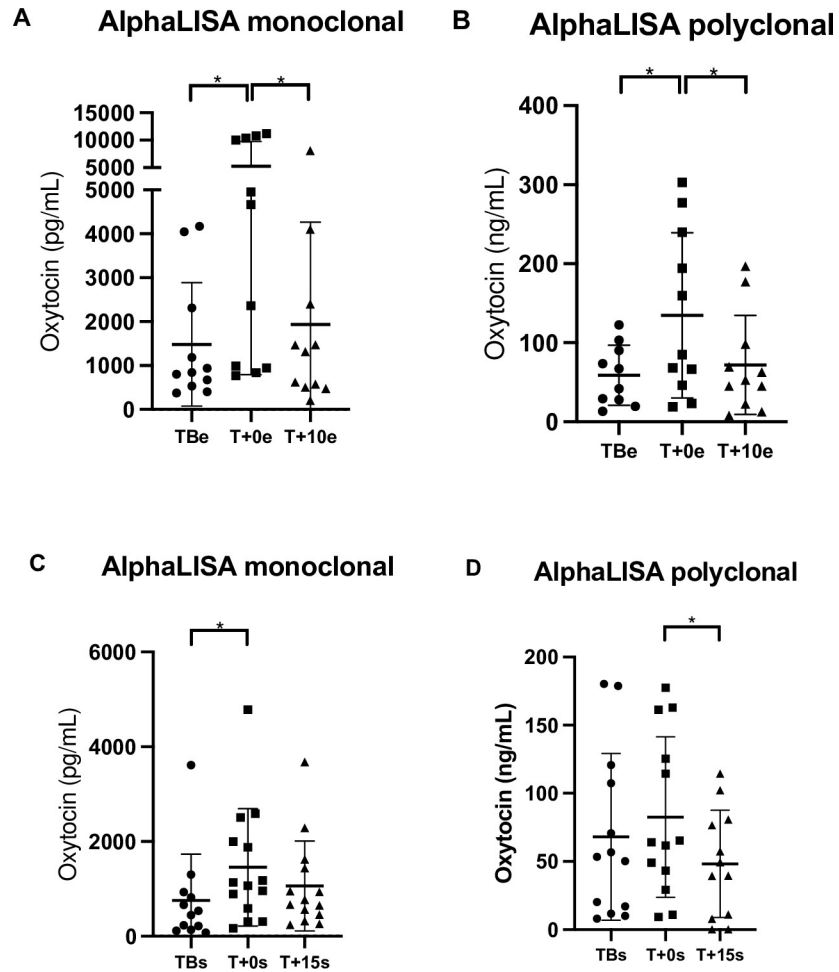 A
AlphaLISA monoclonal
*
*
15000
10000
5000
5000
4000
3000
2000
1000
0
Oxytocin (pg/mL)
TBe
T+0e
T+10e
B
AlphaLISA polyclonal
*
*
400
300
200
100
0
Oxytocin (ng/mL)
TBe
T+0e
T+10e
C
AlphaLISA monoclonal
*
6000
4000
2000
0
Oxytocin (pg/mL)
TBs
T+0s
T+15s
D
AlphaLISA polyclonal
*
200
150
100
50
0
Oxytocin (ng/mL)
TBs
T+0s
T+15s